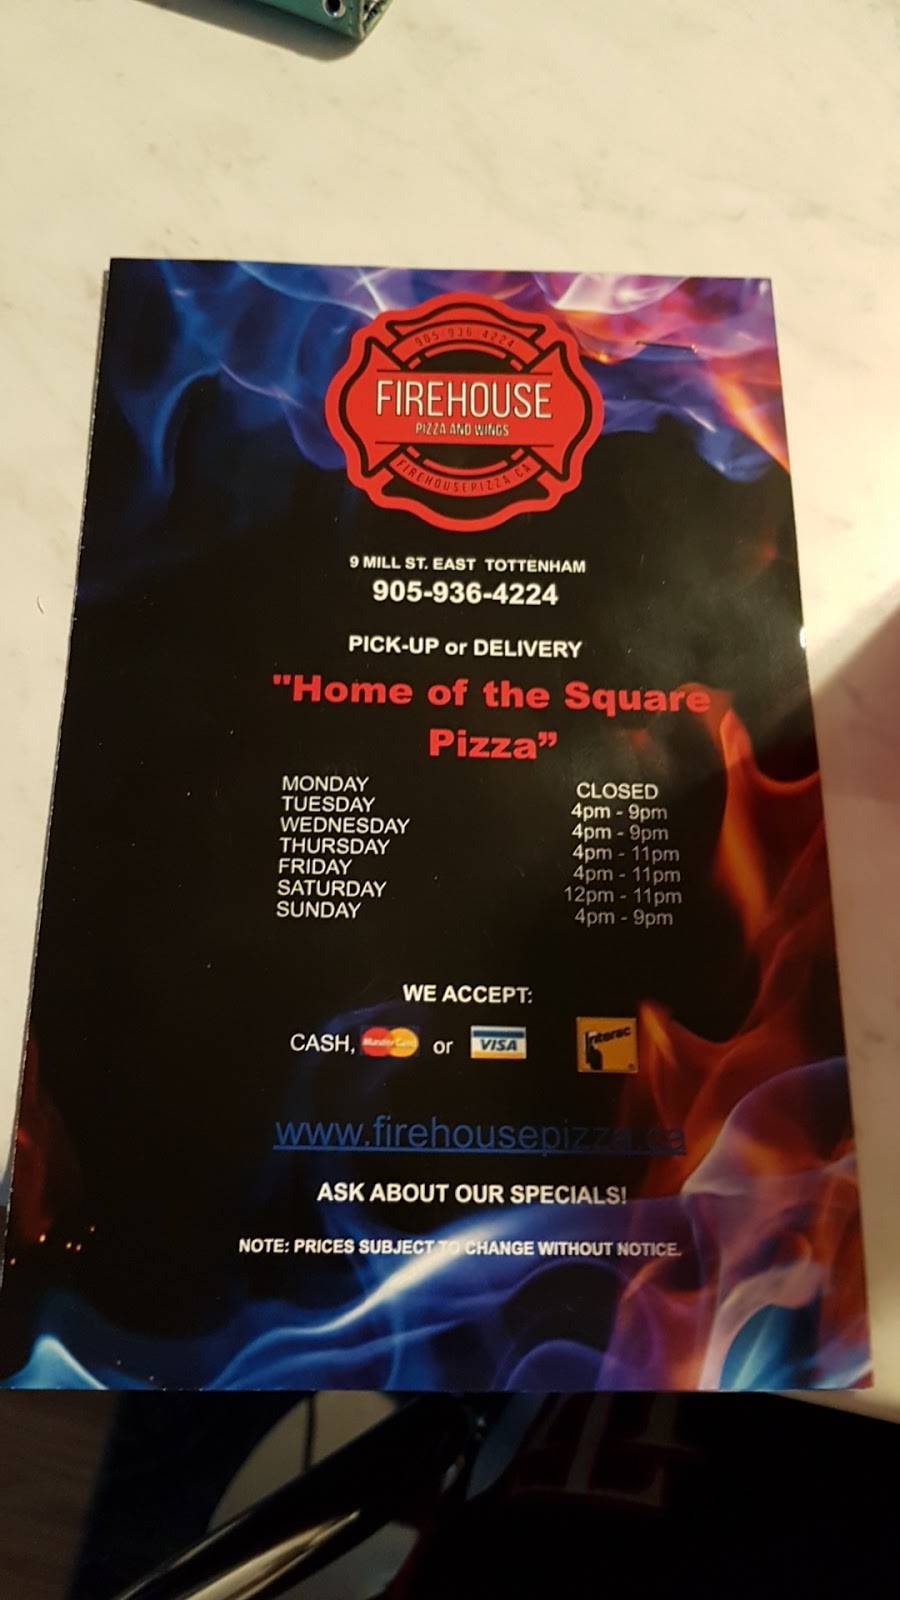 905-936-4224
FIREHOUSE
PIZZA AND WINGS
FIREHOUSEPIZZA.CA
9 MILL ST. EAST TOTTENHAM
905-936-4224
PICK-UP or DELIVERY
"Home of the Square
Pizza”
MONDAY CLOSED
TUESDAY 4pm - 9pm
WEDNESDAY 4pm - 9pm
THURSDAY 4pm - 11pm
FRIDAY 4pm - 11pm
SATURDAY 12pm - 11pm
SUNDAY 4pm - 9pm
WE ACCEPT:
CASH, MasterCard or VISA Interac
www.firehousepizza.ca
ASK ABOUT OUR SPECIALS!
NOTE: PRICES SUBJECT TO CHANGE WITHOUT NOTICE.